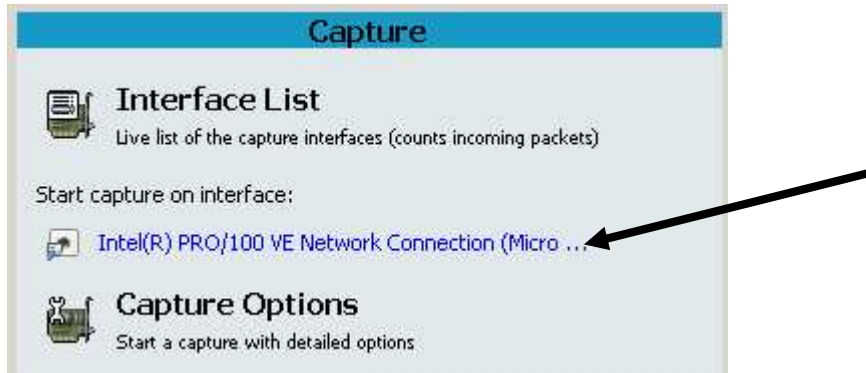 Capture
Interface List
Live list of the capture interfaces (counts incoming packets)
Start capture on interface:
Intel(R) PRO/100 VE Network Connection (Micro ...
Capture Options
Start a capture with detailed options